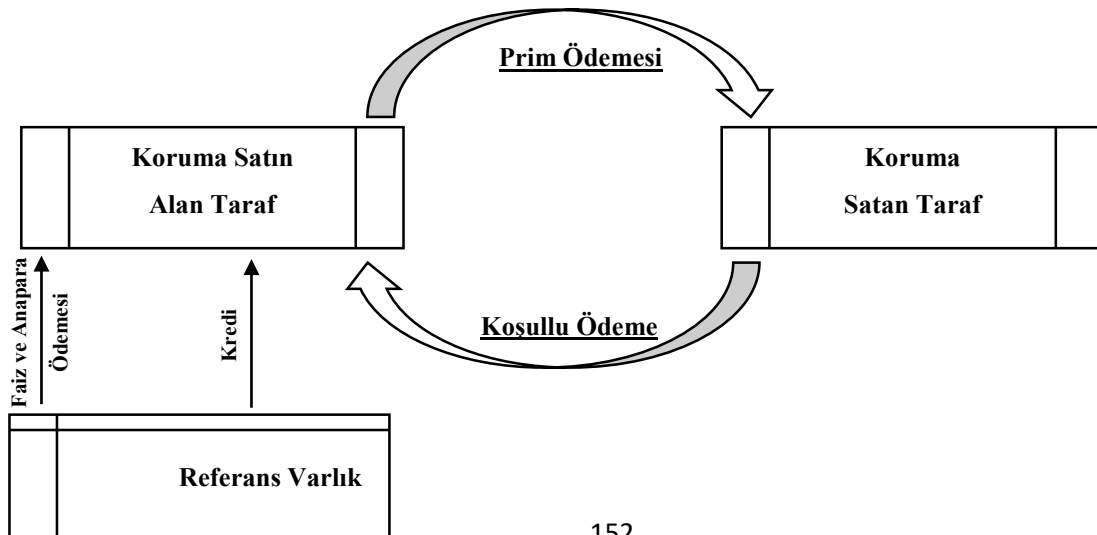 Prim Ödemesi
Koruma Satın
Alan Taraf
Koruma
Satan Taraf
Koşullu Ödeme
Faiz ve Anapara
Ödemesi
Kredi
Referans Varlık
152